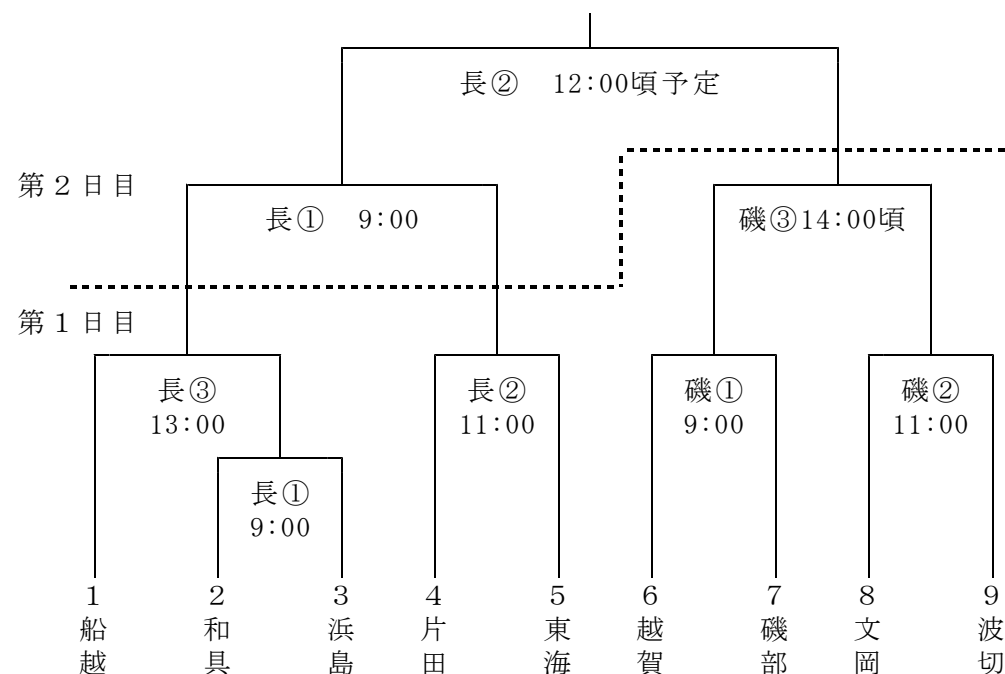 長② 12:00頃予定
第２日目
長① 9:00
磯③14:00頃
第１日目
長③
13:00
長②
11:00
磯①
9:00
磯②
11:00
長①
9:00
1 船越
2 和具
3 浜島
4 片田
5 東海
6 越賀
7 磯部
8 文岡
9 波切